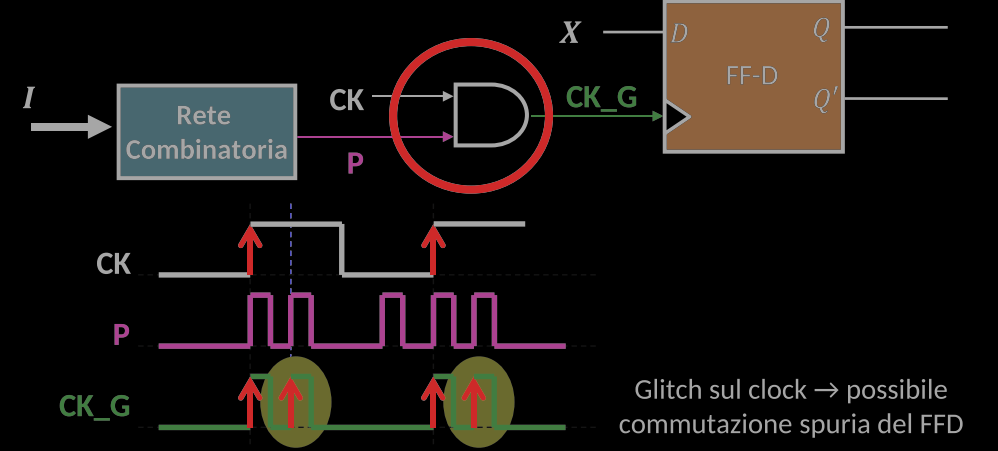 I
Rete
Combinatoria
CK
P
CK_G
X
D
Q
FF-D
Q'
CK
P
CK_G
Glitch sul clock → possibile
commutazione spuria del FFD